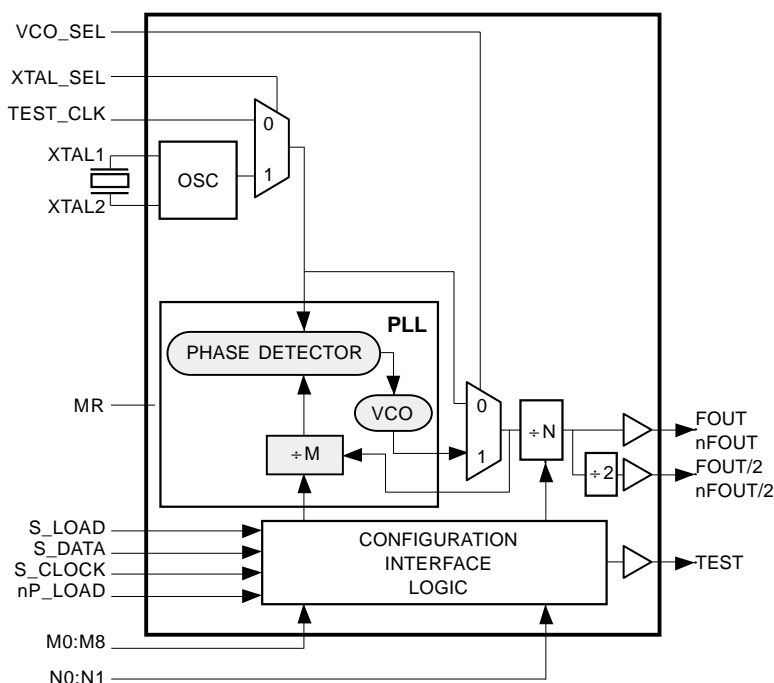 VCO_SEL
XTAL_SEL
TEST_CLK
0
XTAL1
OSC
1
XTAL2
PLL
PHASE DETECTOR
MR
VCO
0
÷N
FOUT
nFOUT
÷M
1
÷2
FOUT/2
nFOUT/2
S_LOAD
S_DATA
S_CLOCK
nP_LOAD
CONFIGURATION
INTERFACE
LOGIC
TEST
M0:M8
N0:N1